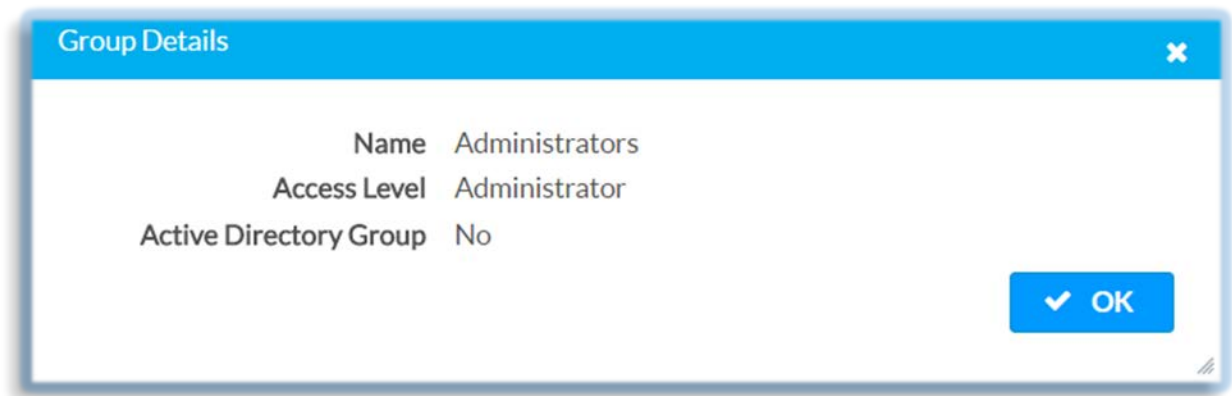 Group Details
Name Administrators
Access Level Administrator
Active Directory Group No
OK